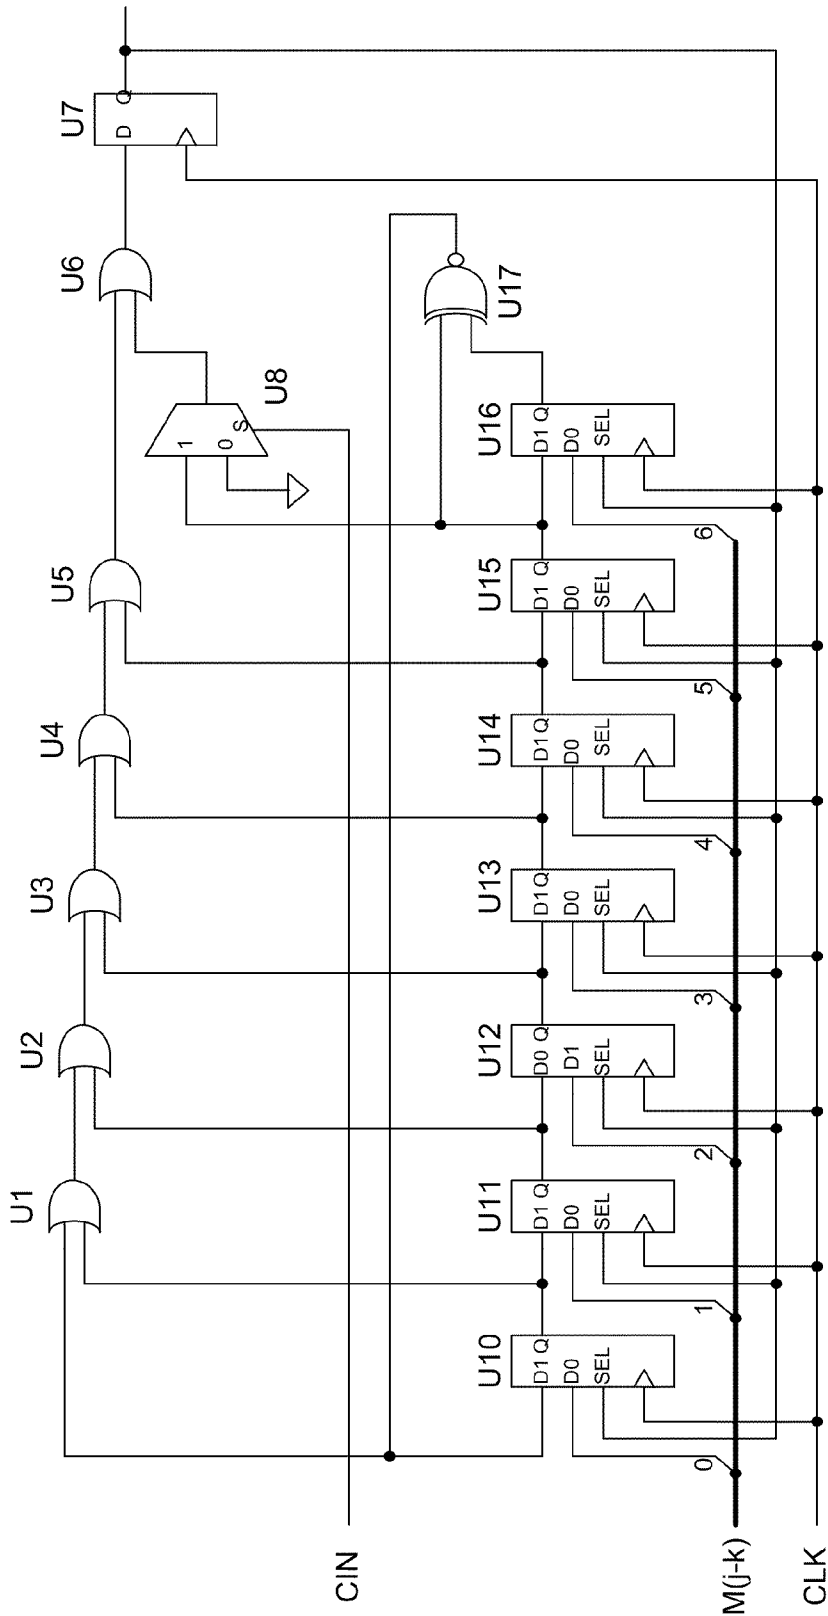 U1
U2
U3
U4
U5
U6
U7
D Q
1
0
S
U8
CIN
U17
U10
D1 Q
D0
SEL
U11
D1 Q
D0
SEL
U12
D0 Q
D1
SEL
U13
D1 Q
D0
SEL
U14
D1 Q
D0
SEL
U15
D1 Q
D0
SEL
U16
D1 Q
D0
SEL
0
1
2
3
4
5
6
M(j-k)
CLK